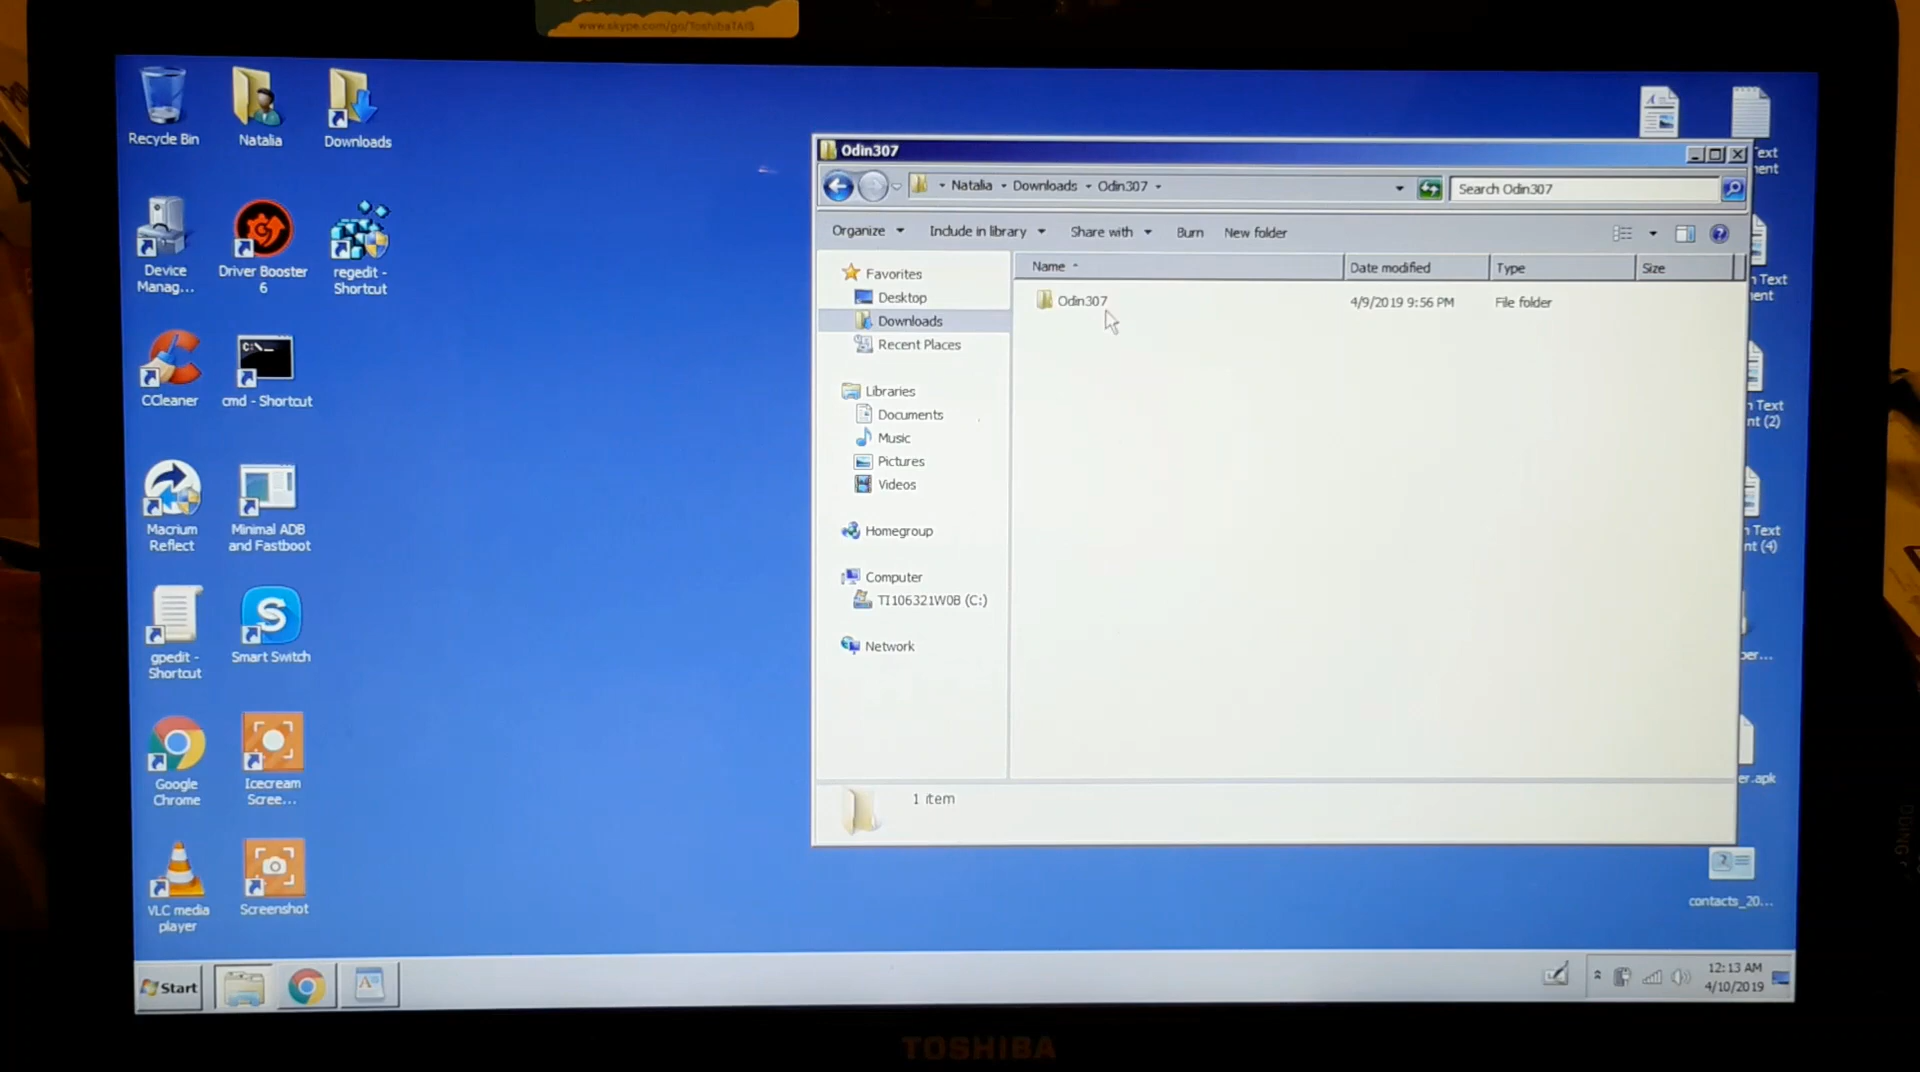 www.skype.com/go/ToshibaTAIS
Recycle Bin
Natalia
Downloads
Device
Manag...
Driver Booster
6
regedit -
Shortcut
CCleaner
C:\_
cmd - Shortcut
Macrium
Reflect
Minimal ADB
and Fastboot
gpedit -
Shortcut
Smart Switch
Google
Chrome
Icecream
Scree...
VLC media
player
Screenshot
Odin307
Natalia
Downloads
Odin307
Search Odin307
Organize
Include in library
Share with
Burn
New folder
Name
Date modified
Type
Size
Favorites
Desktop
Downloads
Recent Places
Libraries
Documents
Music
Pictures
Videos
Homegroup
Computer
TI106321W0B (C:)
Network
Odin307
4/9/2019 9:56 PM
File folder
1 item
ext
ent
n Text
ent
n Text
nt (2)
n Text
nt (4)
per...
er.apk
contacts_20...
Start
12:13 AM
4/10/2019
TOSHIBA